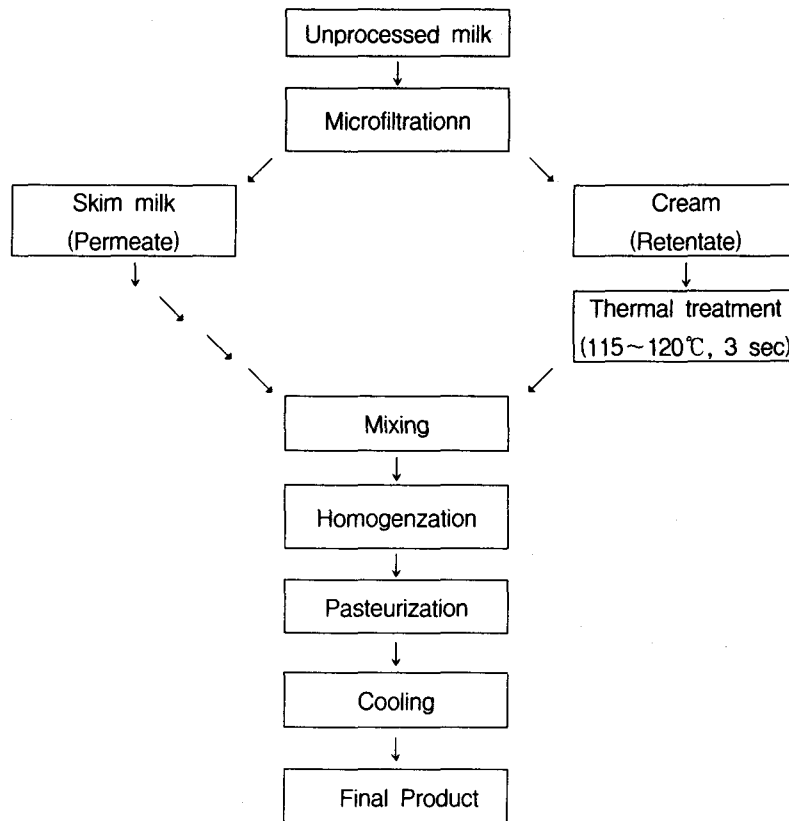 Unprocessed milk
Microfiltrationn
Skim milk
(Permeate)
Cream
(Retentate)
Thermal treatment
(115~120℃, 3 sec)
Mixing
Homogenzation
Pasteurization
Cooling
Final Product